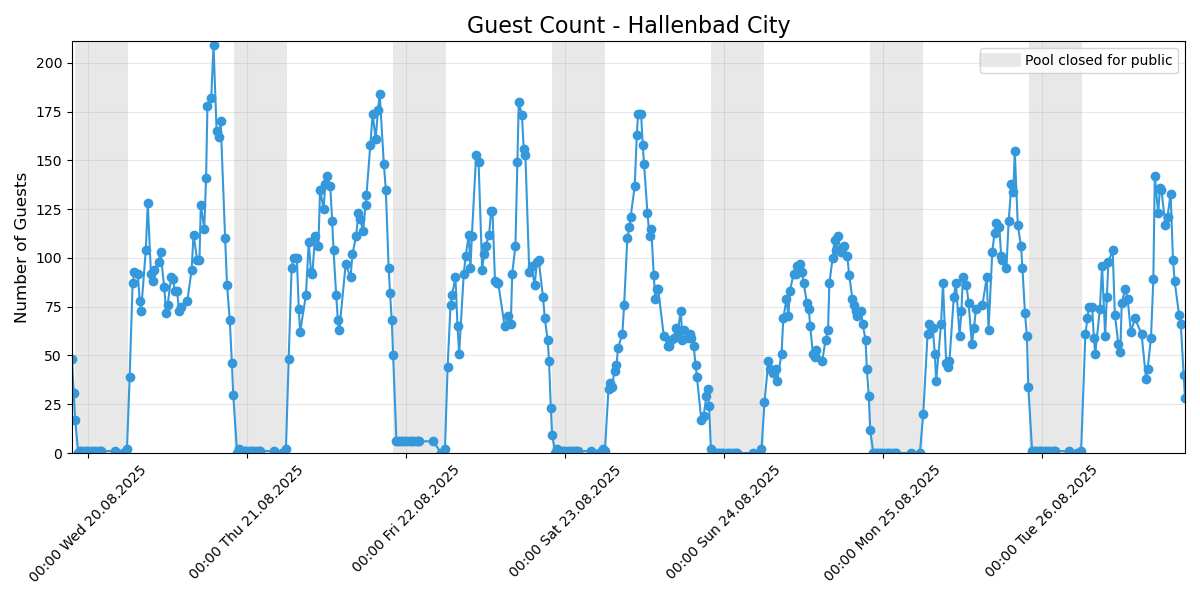 Guest Count - Hallenbad City
Pool closed for public
Number of Guests
200
175
150
125
100
75
50
25
0
00:00 Wed 20.08.2025
00:00 Thu 21.08.2025
00:00 Fri 22.08.2025
00:00 Sat 23.08.2025
00:00 Sun 24.08.2025
00:00 Mon 25.08.2025
00:00 Tue 26.08.2025